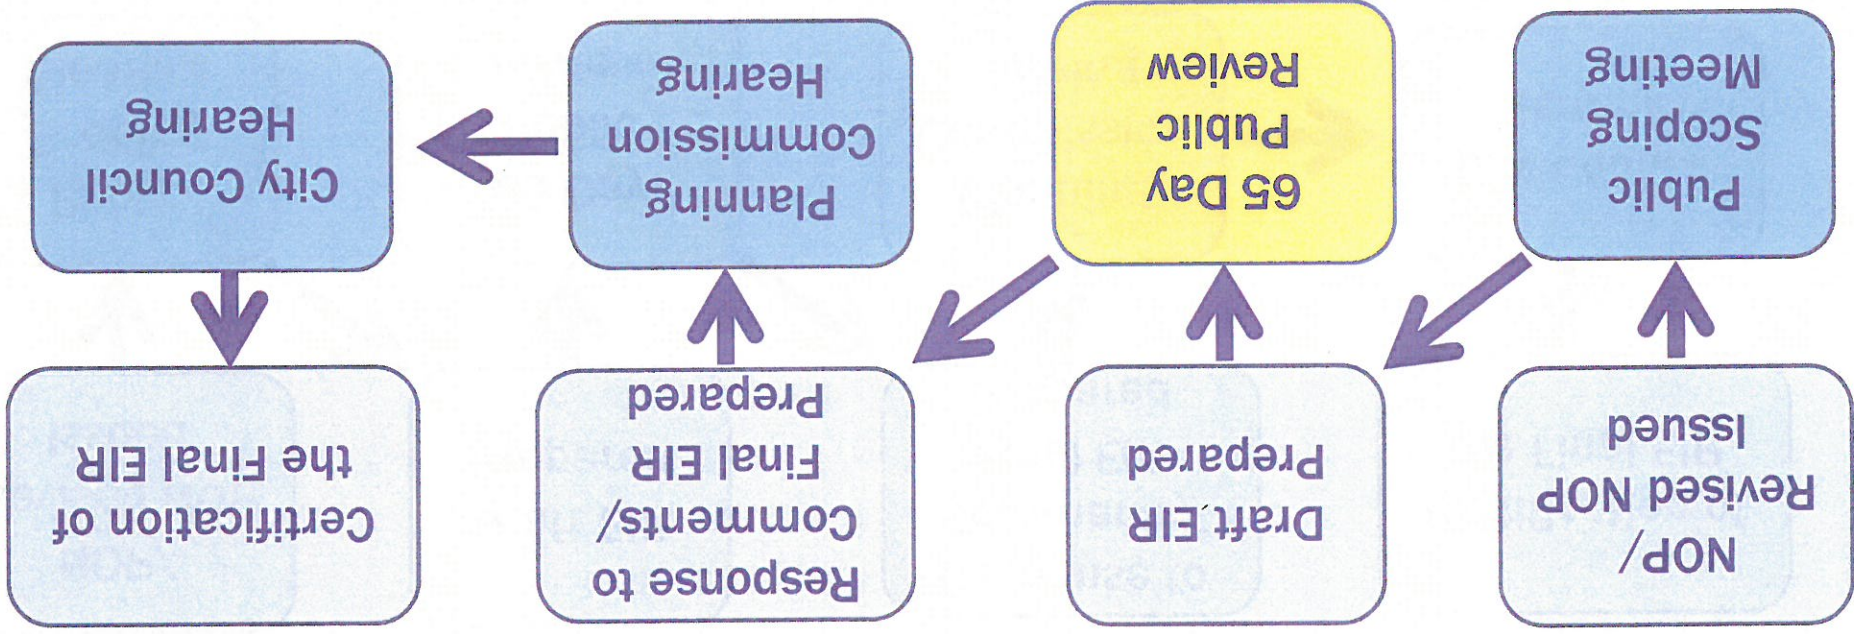 NOP/
Revised NOP
Issued
Draft EIR
Prepared
Response to
Comments/
Final EIR
Prepared
Certification of
the Final EIR
Public
Scoping
Meeting
65 Day
Public
Review
Planning
Commission
Hearing
City Council
Hearing